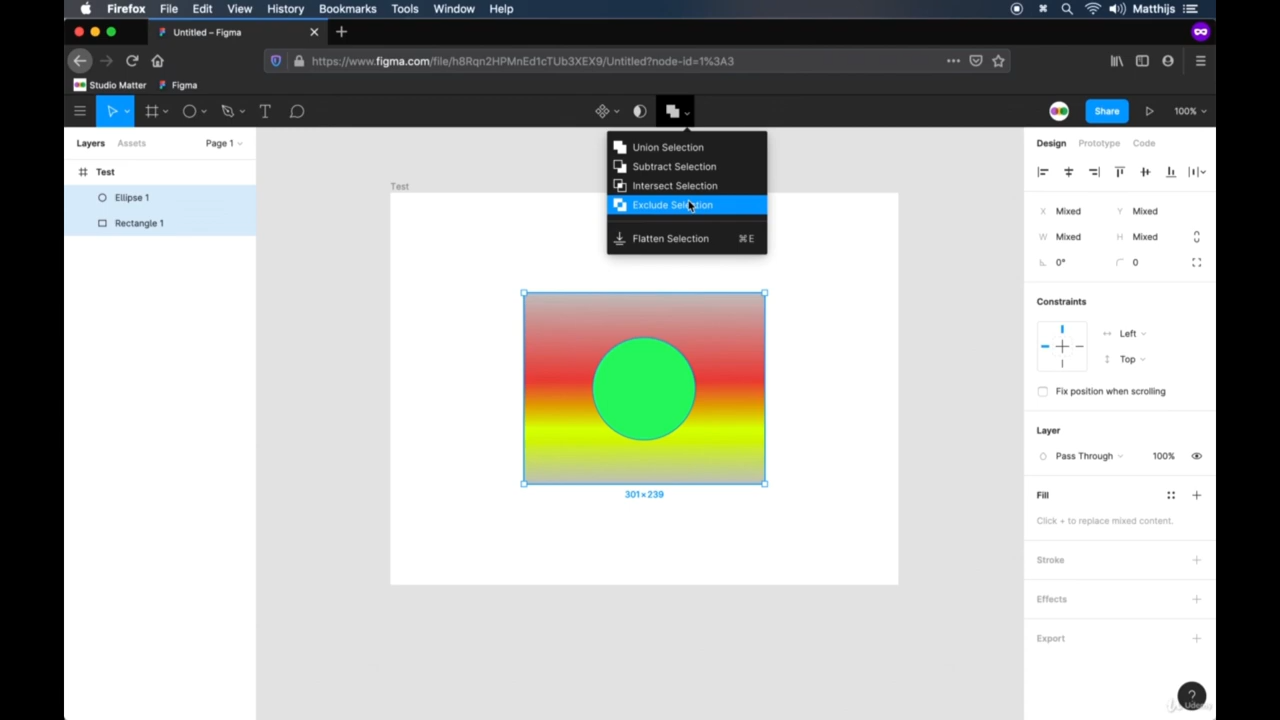 Firefox File Edit View History Bookmarks Tools Window Help Matthijs
Untitled – Figma
https://www.figma.com/file/h8Rqn2HPMnEd1cTUb3XEX9/Untitled?node-id=1%3A3
Studio Matter Figma
Share 100%
Layers Assets Page 1
Test
Ellipse 1
Rectangle 1
Test
Union Selection
Subtract Selection
Intersect Selection
Exclude Selection
Flatten Selection ⌘E
301×239
Design Prototype Code
X Mixed Y Mixed
W Mixed H Mixed
0° 0
Constraints
Left
Top
Fix position when scrolling
Layer
Pass Through 100%
Fill
Click + to replace mixed content.
Stroke
Effects
Export
?
Udemy